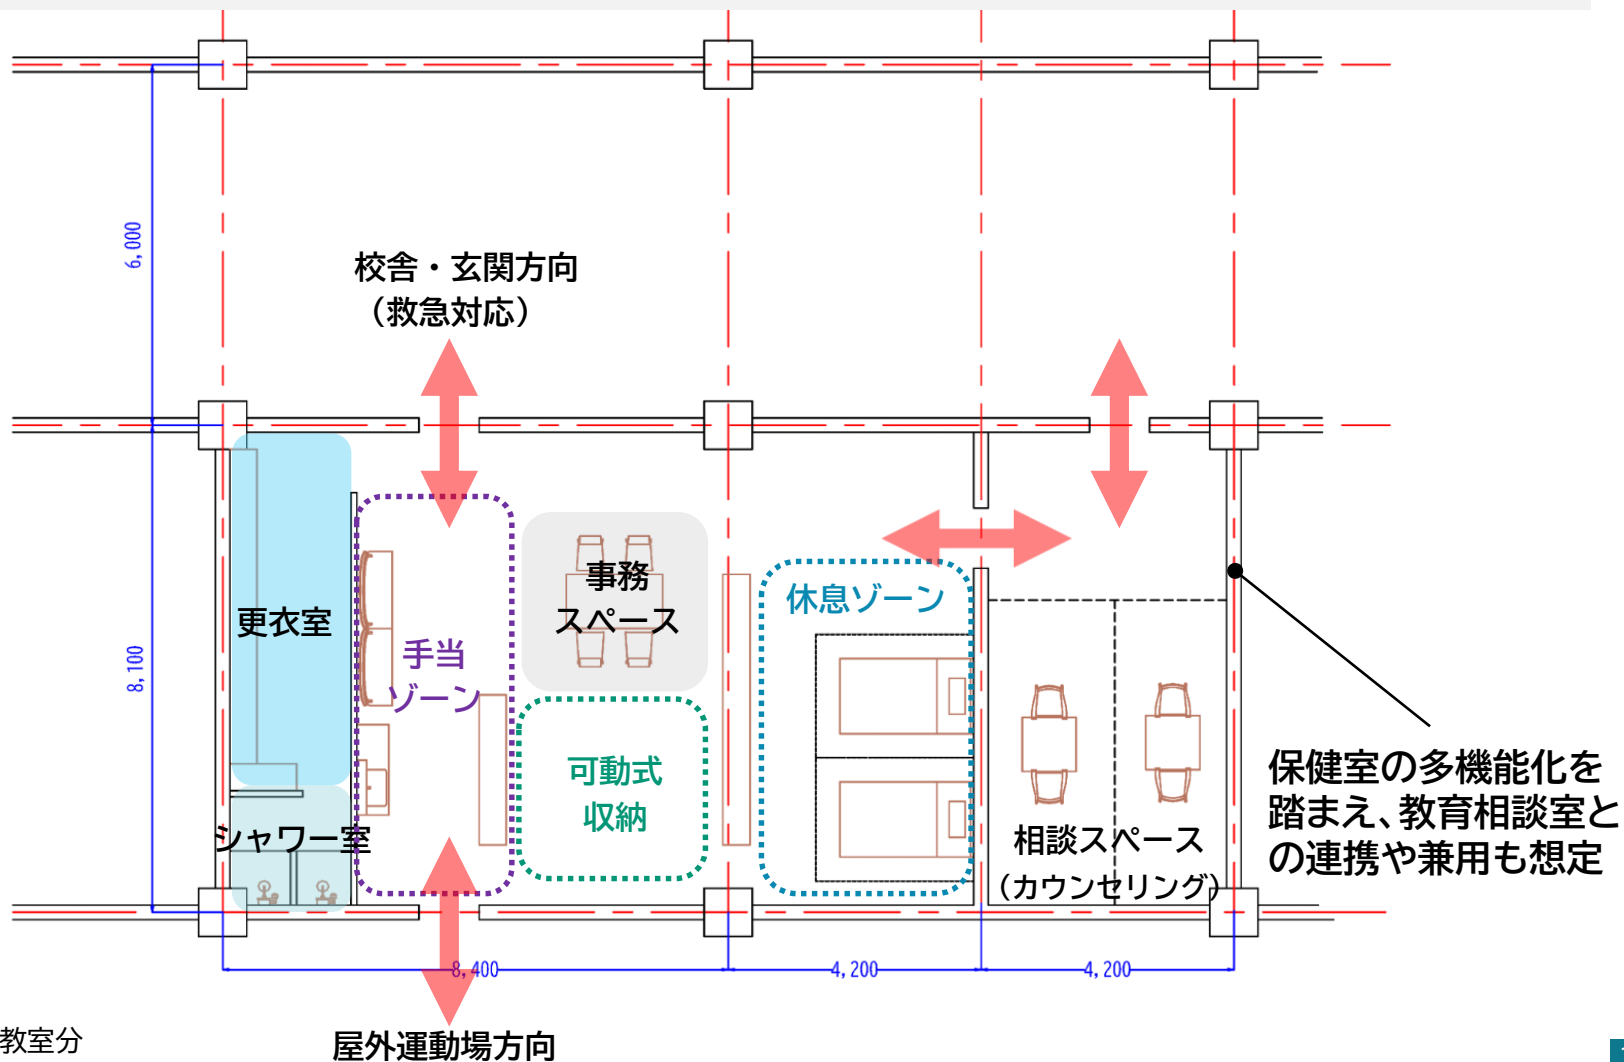 6,000
校舎・玄関方向
（救急対応）
8,100
更衣室
手当
ゾーン
事務
スペース
休息ゾーン
可動式
収納
シャワー室
相談スペース
（カウンセリング）
保健室の多機能化を
踏まえ、教育相談室と
の連携や兼用も想定
8,400
4,200
4,200
教室分
屋外運動場方向